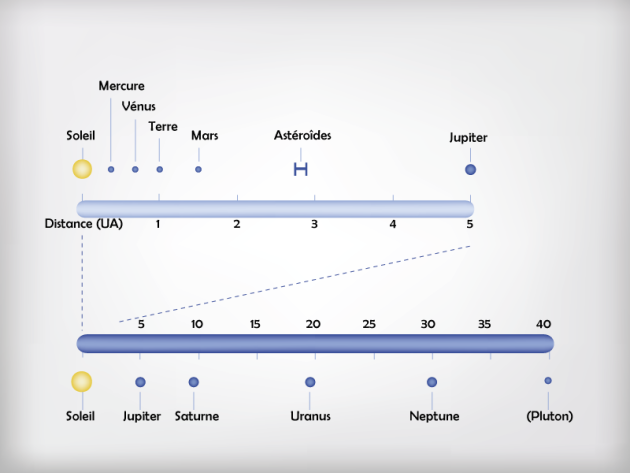 Mercure
Vénus
Terre
Soleil Mars Astéroïdes Jupiter
Distance (UA) 1 2 3 4 5
5 10 15 20 25 30 35 40
Soleil Jupiter Saturne Uranus Neptune (Pluton)